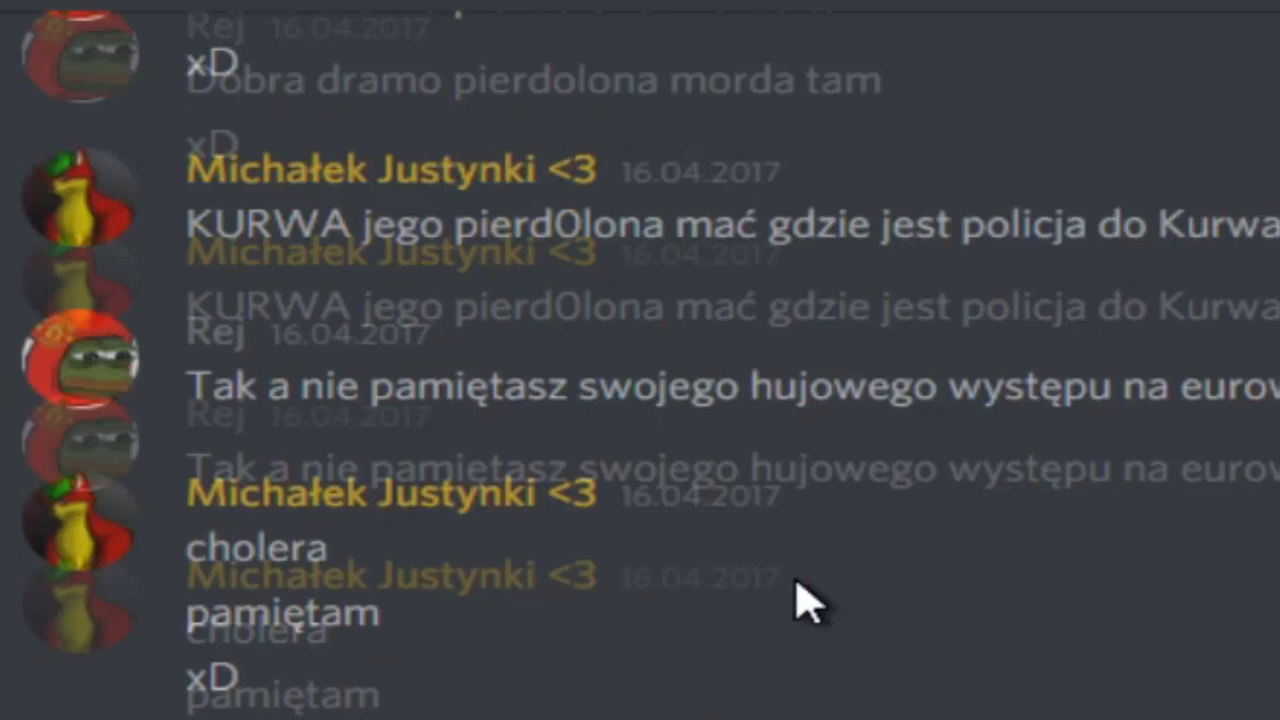 Rej 16.04.2017
xD
Dobra dramo pierdolona morda tam
xD
Michałek Justynki <3 16.04.2017
KURWA jego pierd0lona mać gdzie jest policja do Kurwa
Michałek Justynki <3 16.04.2017
KURWA jego pierd0lona mać gdzie jest policja do Kurwa
Rej 16.04.2017
Tak a nie pamiętasz swojego hujowego występu na eurov
Rej 16.04.2017
Tak a nie pamiętasz swojego hujowego występu na eurov
Michałek Justynki <3 16.04.2017
cholera
Michałek Justynki <3 16.04.2017
pamiętam
cholera
xD
pamiętam